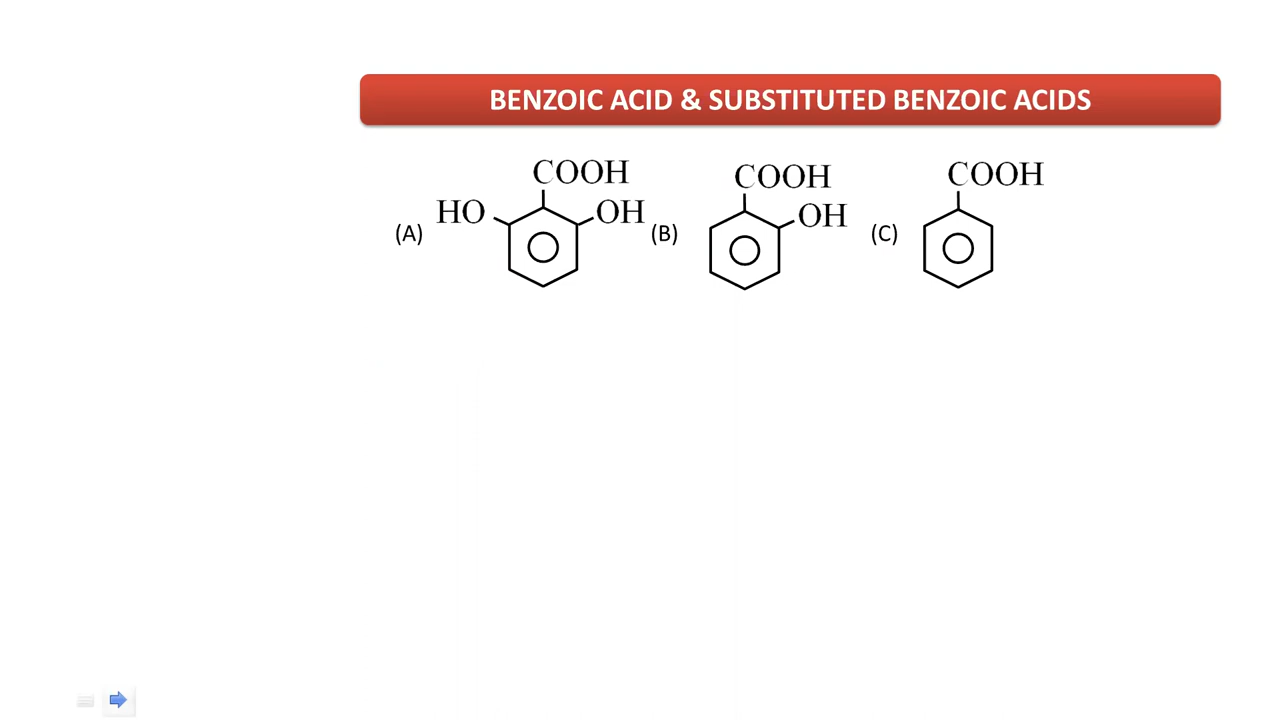 BENZOIC ACID & SUBSTITUTED BENZOIC ACIDS
(A) COOH HO OH
(B) COOH OH
(C) COOH